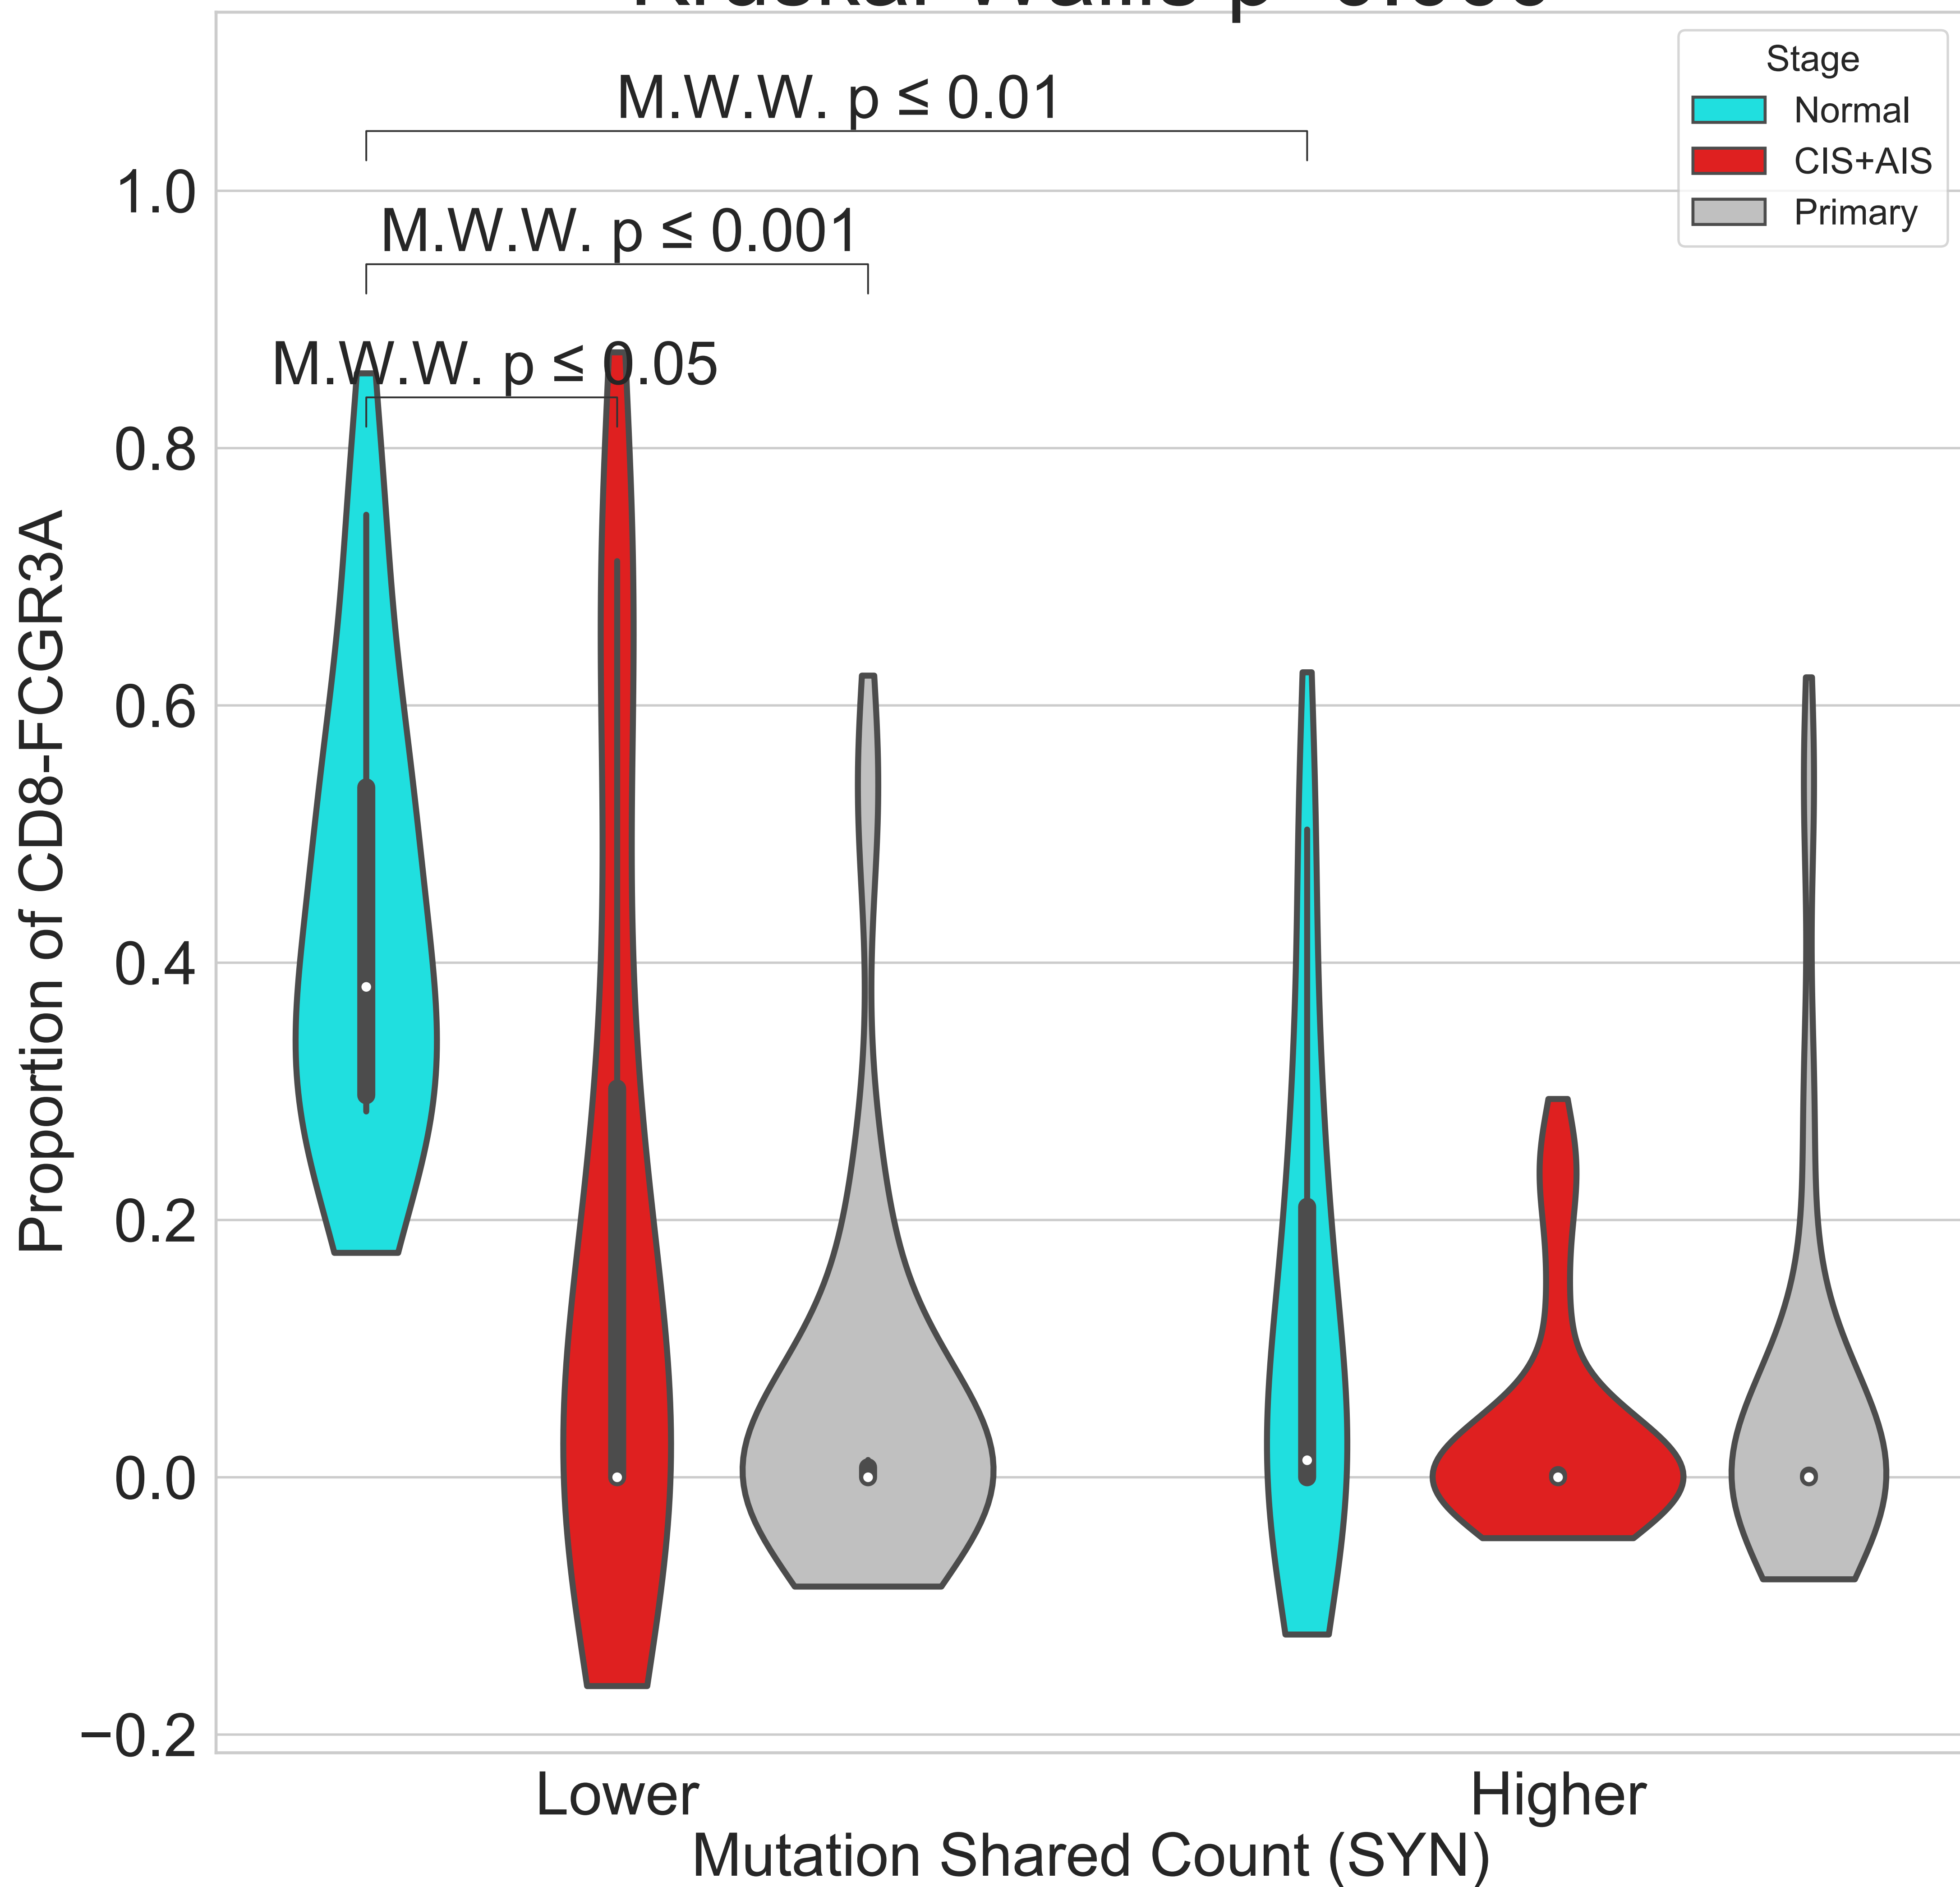 M.W.W. p ≤ 0.01
M.W.W. p ≤ 0.001
M.W.W. p ≤ 0.05
Stage
Normal
CIS+AIS
Primary
1.0
0.8
0.6
0.4
0.2
0.0
−0.2
Proportion of CD8-FCGR3A
Lower
Higher
Mutation Shared Count (SYN)